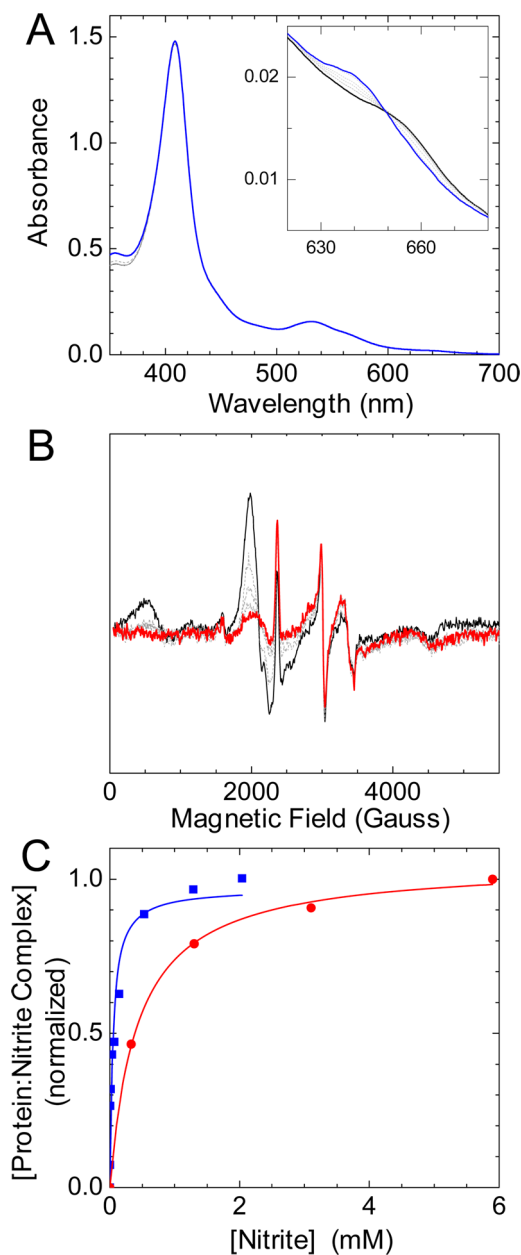 A
Absorbance
1.5
1.0
0.5
0.0
0.02
0.01
630 660
400 500 600 700
Wavelength (nm)
B
0 2000 4000
Magnetic Field (Gauss)
C
[Protein:Nitrite Complex]
(normalized)
1.0
0.5
0.0
0 2 4 6
[Nitrite] (mM)